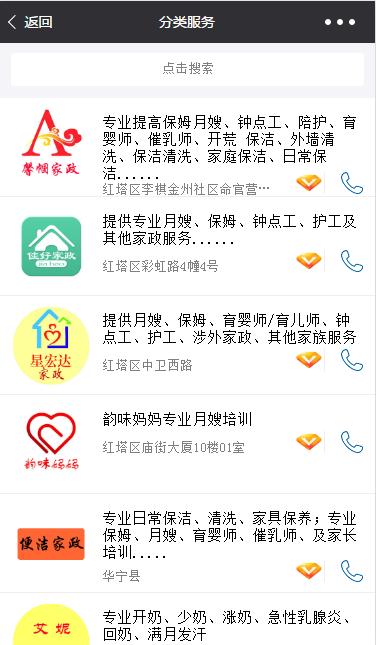 返回
分类服务
点击搜索
专业提高保姆月嫂、钟点工、陪护、育
婴师、催乳师、开荒 保洁、外墙清
洗、保洁清洗、家庭保洁、日常保
洁......
红塔区李棋金州社区命官营···
馨帼家政
提供专业月嫂、保姆、钟点工、护工及
其他家政服务......
红塔区彩虹路4幢4号
佳好家政
jia hao
提供月嫂、保姆、育婴师/育儿师、钟
点工、护工、涉外家政、其他家族服务
红塔区中卫西路
星宏达
家政
韵味妈妈专业月嫂培训
红塔区庙街大厦10楼01室
韵味妈妈
专业日常保洁、清洗、家具保养；专业
保姆、月嫂、育婴师、催乳师、及家长
培训.....
华宁县
便洁家政
专业开奶、少奶、涨奶、急性乳腺炎、
回奶、满月发汗
艾妮